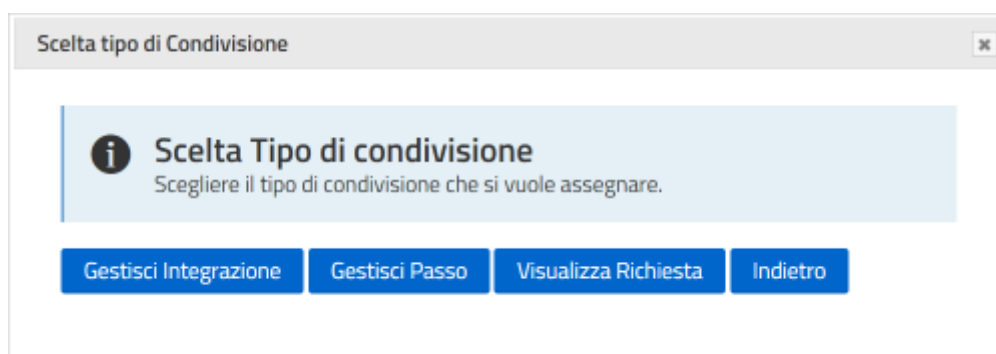 Scelta tipo di Condivisione
Scelta Tipo di condivisione
Scegliere il tipo di condivisione che si vuole assegnare.
Gestisci Integrazione Gestisci Passo Visualizza Richiesta Indietro